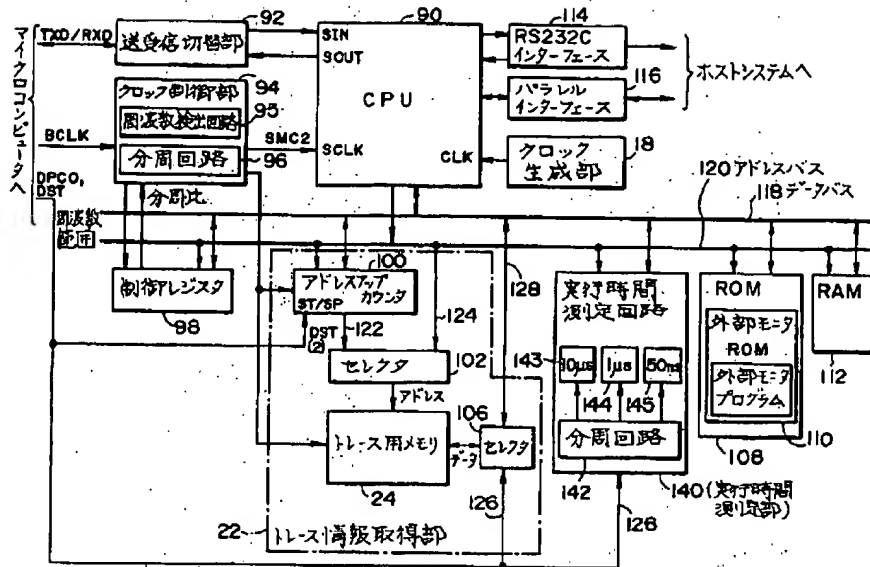 マイクロコンピュータへ
TXD/RXD
92
送受信切替部
SIN
SOUT
90
CPU
SCLK
CLK
114
RS232C
インターフェース
116
パラレル
インターフェース
ホストシステムへ
94
クロック制御部
周波数検出回路
95
BCLK
分周回路
96
SMC2
クロック
生成部
18
DPCO,
DST
分周比
120 アドレスバス
118 データバス
周波数
制御レジスタ
98
100
アドレスアップ
カウンタ
ST/SP
DST
(2)
122
124
128
セレクタ
102
アドレス
トレース用メモリ
24
データ
106
セレクタ
126
22
トレース情報取得部
実行時間
測定回路
143
10μs
1μs
50ns
144
145
分周回路
142
140 (実行時間
測定部)
126
ROM
外部モニタ
ROM
外部モニタ
プログラム
110
108
RAM
112